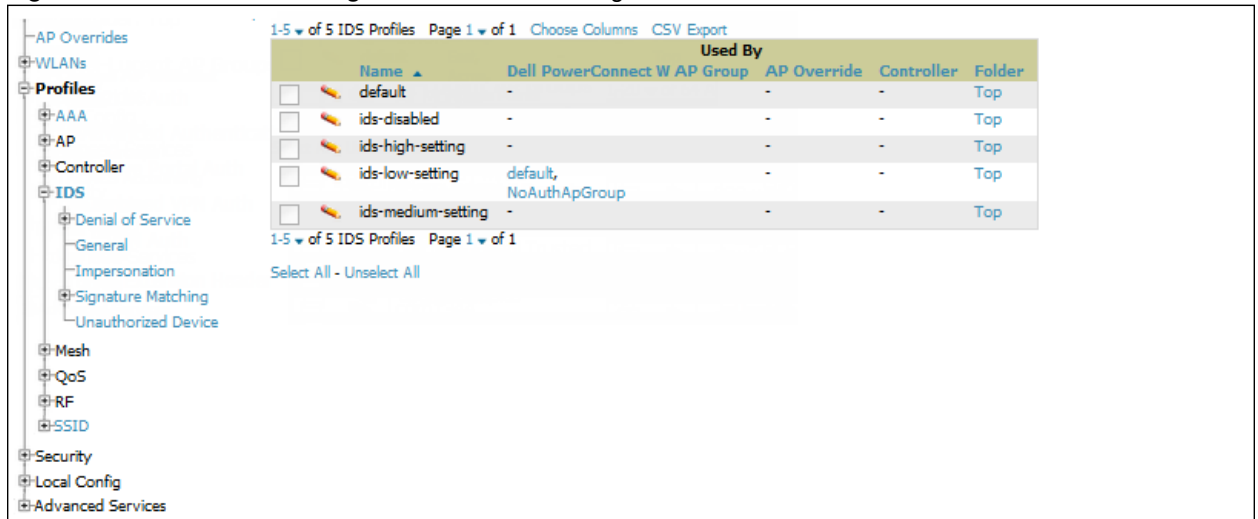 AP Overrides
WLANs
Profiles
AAA
AP
Controller
IDS
Denial of Service
General
Impersonation
Signature Matching
Unauthorized Device
Mesh
QoS
RF
SSID
Security
Local Config
Advanced Services
1-5 of 5 IDS Profiles Page 1 of 1 Choose Columns CSV Export
Used By
Name Dell PowerConnect W AP Group AP Override Controller Folder
default - - - Top
ids-disabled - - - Top
ids-high-setting - - - Top
ids-low-setting default, - - Top
NoAuthApGroup
ids-medium-setting - - - Top
1-5 of 5 IDS Profiles Page 1 of 1
Select All - Unselect All